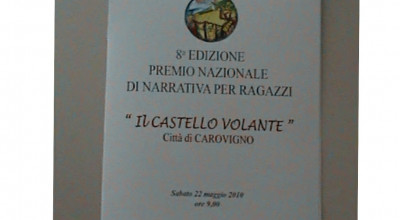 8ª EDIZIONE
PREMIO NAZIONALE
DI NARRATIVA PER RAGAZZI
“ IL CASTELLO VOLANTE ”
Città di CAROVIGNO
Sabato 22 maggio 2010
ore 9,00